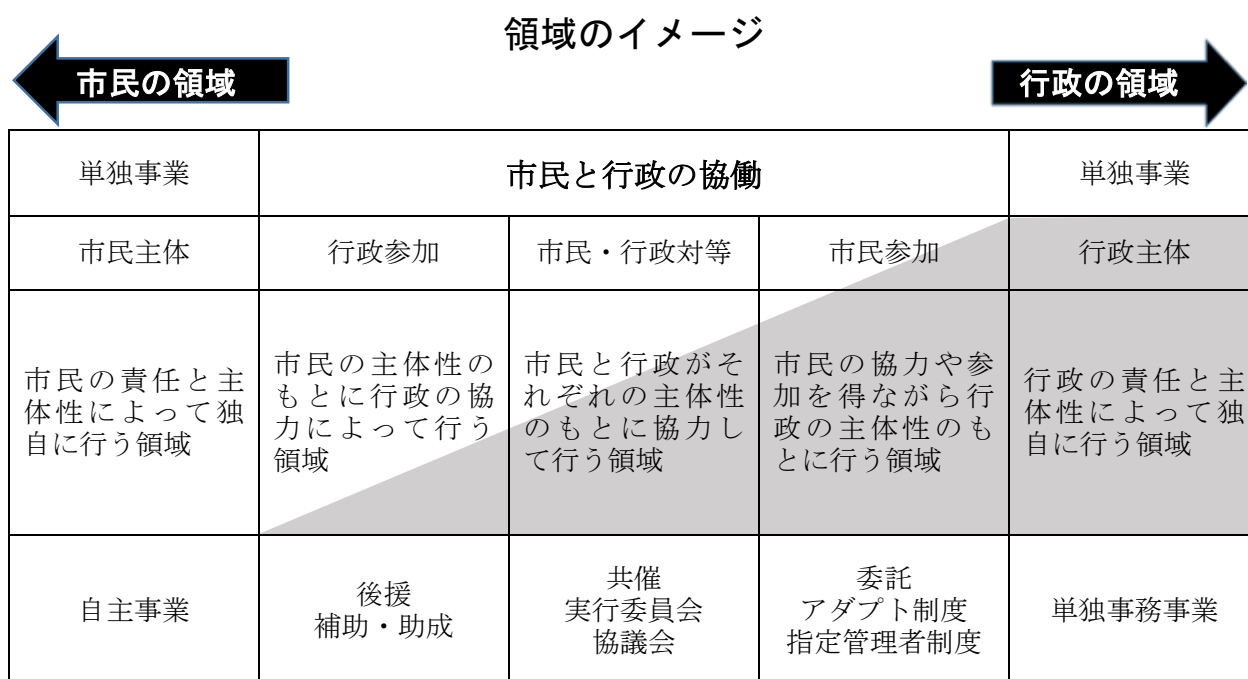 領域のイメージ
市民の領域
行政の領域
単独事業
市民と行政の協働
単独事業
市民主体
行政参加
市民・行政対等
市民参加
行政主体
市民の責任と主
体性によって独
自に行う領域
市民の主体性の
もとに行政の協
力によって行う
領域
市民と行政がそ
れぞれの主体性
のもとに協力し
て行う領域
市民の協力や参
加を得ながら行
政の主体性のも
とに行う領域
行政の責任と主
体性によって独
自に行う領域
自主事業
後援
補助・助成
共催
実行委員会
協議会
委託
アダプト制度
指定管理者制度
単独事務事業